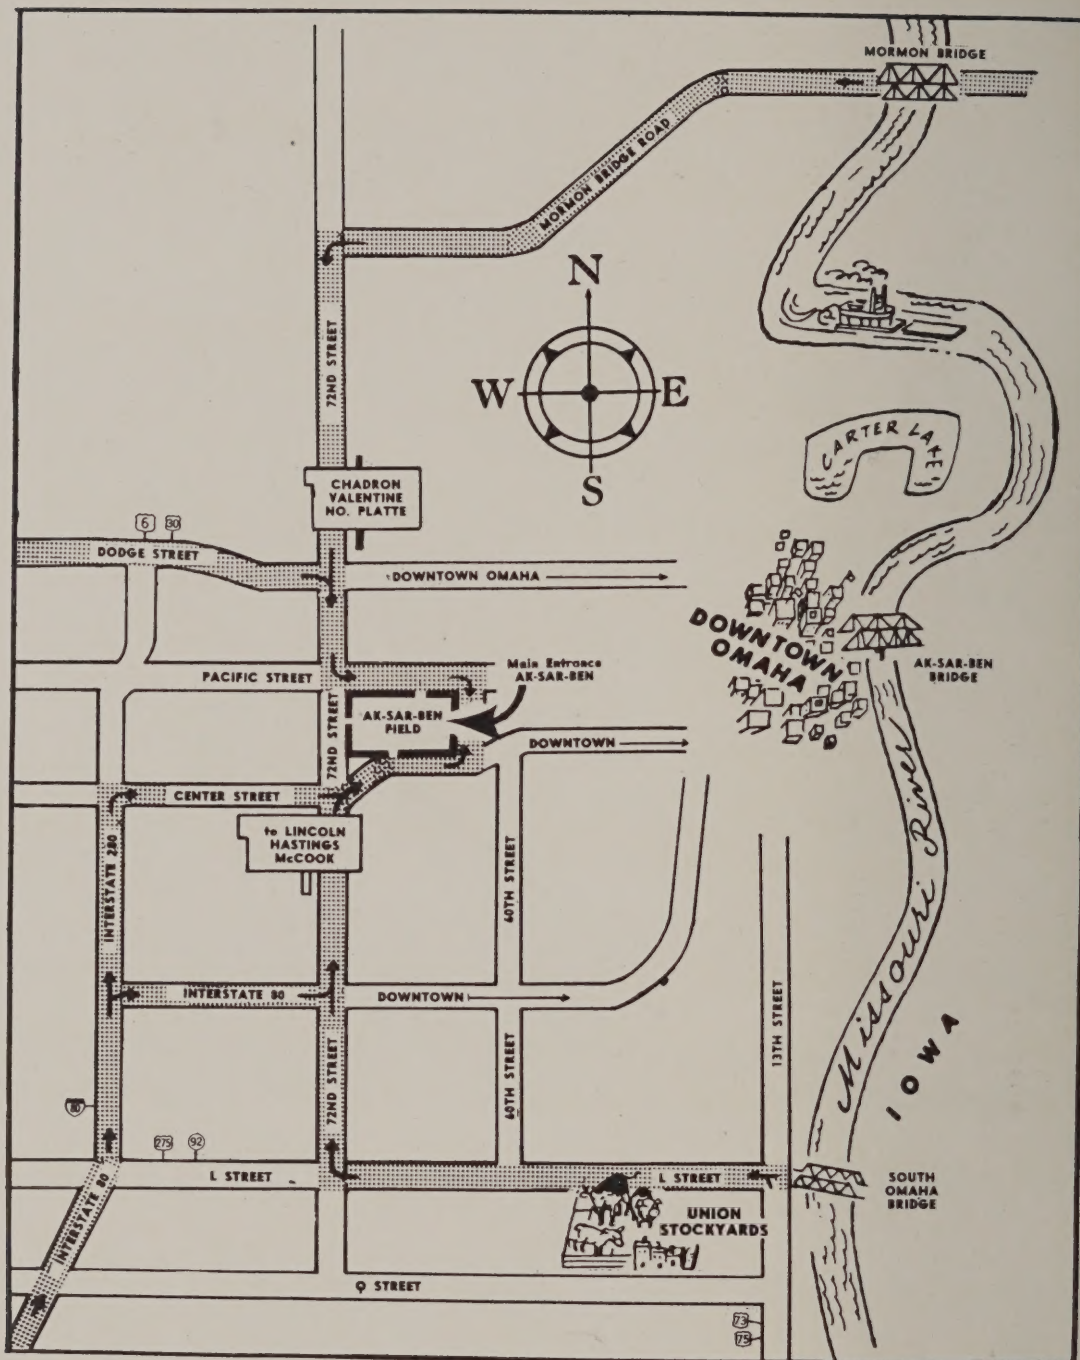 MORMON BRIDGE
MORMON BRIDGE ROAD
N
W
E
S
72ND STREET
CARTER LAKE
CHADRON
VALENTINE
NO. PLATTE
6
30
DODGE STREET
DOWNTOWN OMAHA
DOWNTOWN
OMAHA
AK-SAR-BEN
BRIDGE
PACIFIC STREET
Main Entrance
AK-SAR-BEN
AK-SAR-BEN
FIELD
72ND STREET
DOWNTOWN
CENTER STREET
to LINCOLN
HASTINGS
McCOOK
INTERSTATE 280
60TH STREET
Missouri River
INTERSTATE 80
DOWNTOWN
13TH STREET
IOWA
72ND STREET
60TH STREET
80
275
92
L STREET
L STREET
SOUTH
OMAHA
BRIDGE
UNION
STOCKYARDS
INTERSTATE 80
Q STREET
73
75